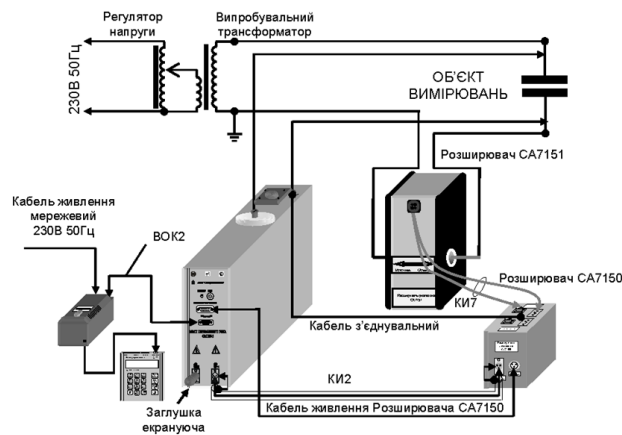 Регулятор
напруги
Випробувальний
трансформатор
230В 50Гц
ОБ'ЄКТ
ВИМІРЮВАНЬ
Розширювач СА7151
Кабель живлення
мережевий
230В 50Гц
ВОК2
Розширювач СА7150
КИ7
Кабель з'єднувальний
КИ2
Заглушка
екрануюча
Кабель живлення Розширювача СА7150